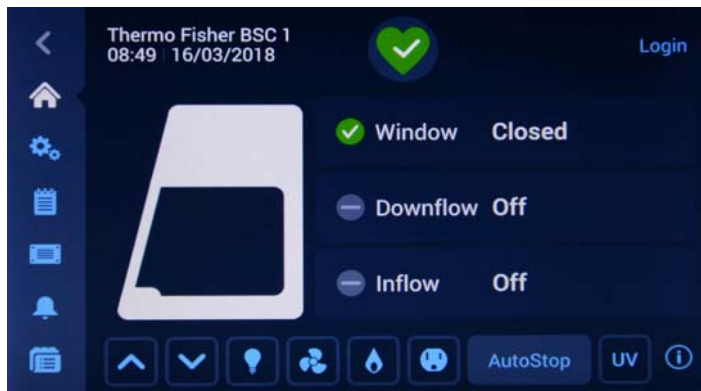 Thermo Fisher BSC 1
08:49 16/03/2018
Login
Window Closed
Downflow Off
Inflow Off
AutoStop
UV